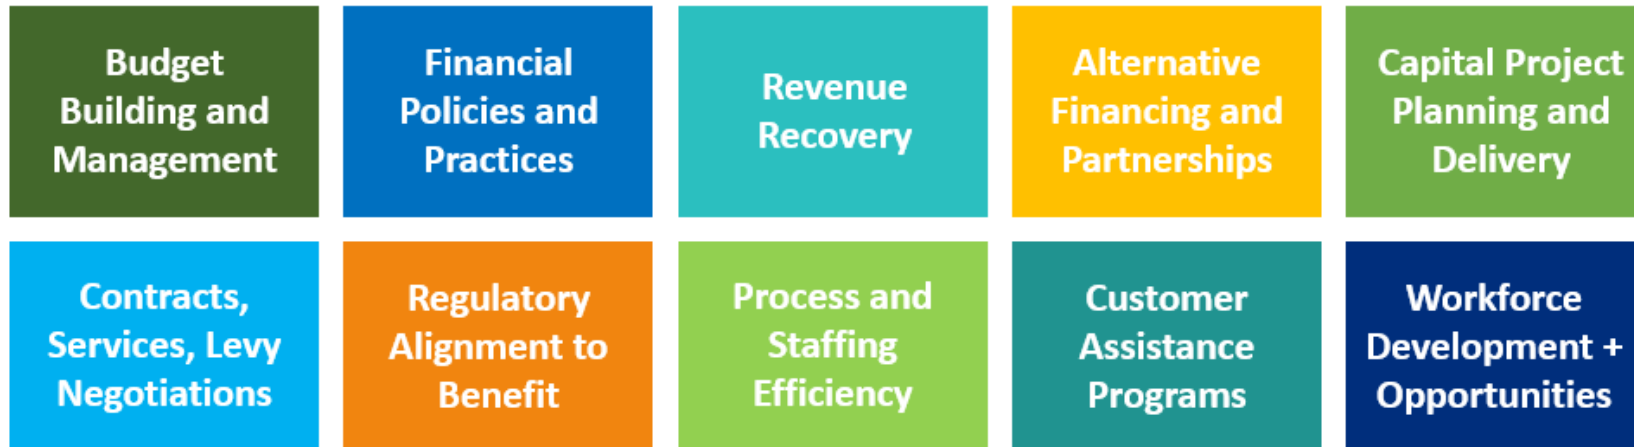 Budget
Building and
Management
Financial
Policies and
Practices
Revenue
Recovery
Alternative
Financing and
Partnerships
Capital Project
Planning and
Delivery
Contracts,
Services, Levy
Negotiations
Regulatory
Alignment to
Benefit
Process and
Staffing
Efficiency
Customer
Assistance
Programs
Workforce
Development +
Opportunities